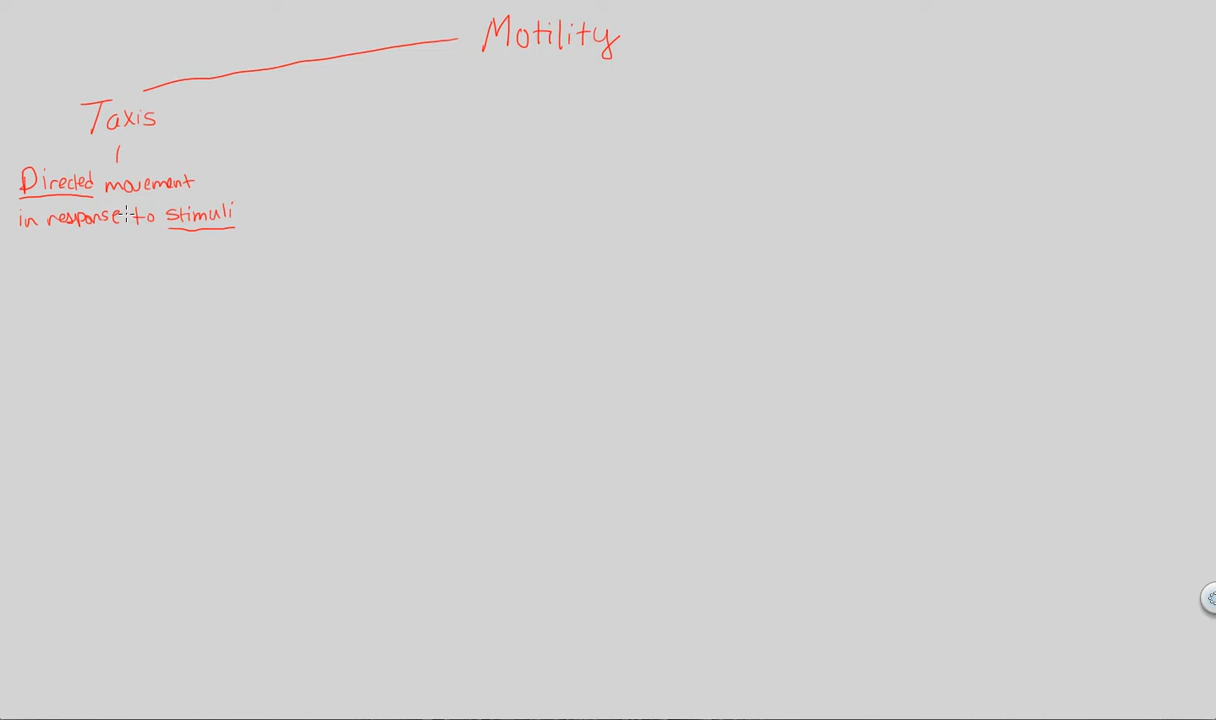 Motility
Taxis
Directed movement
in response to stimuli